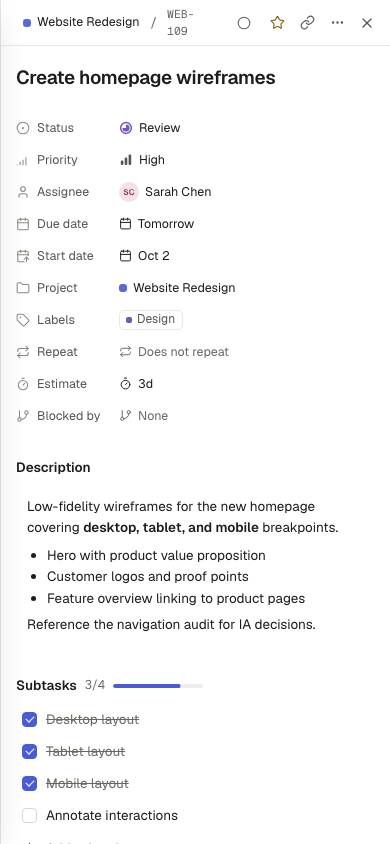 Website Redesign / WEB-
109
Create homepage wireframes
Status Review
Priority High
Assignee SC Sarah Chen
Due date Tomorrow
Start date Oct 2
Project Website Redesign
Labels Design
Repeat Does not repeat
Estimate 3d
Blocked by None
Description
Low-fidelity wireframes for the new homepage
covering desktop, tablet, and mobile breakpoints.
• Hero with product value proposition
• Customer logos and proof points
• Feature overview linking to product pages
Reference the navigation audit for IA decisions.
Subtasks 3/4
Desktop layout
Tablet layout
Mobile layout
Annotate interactions